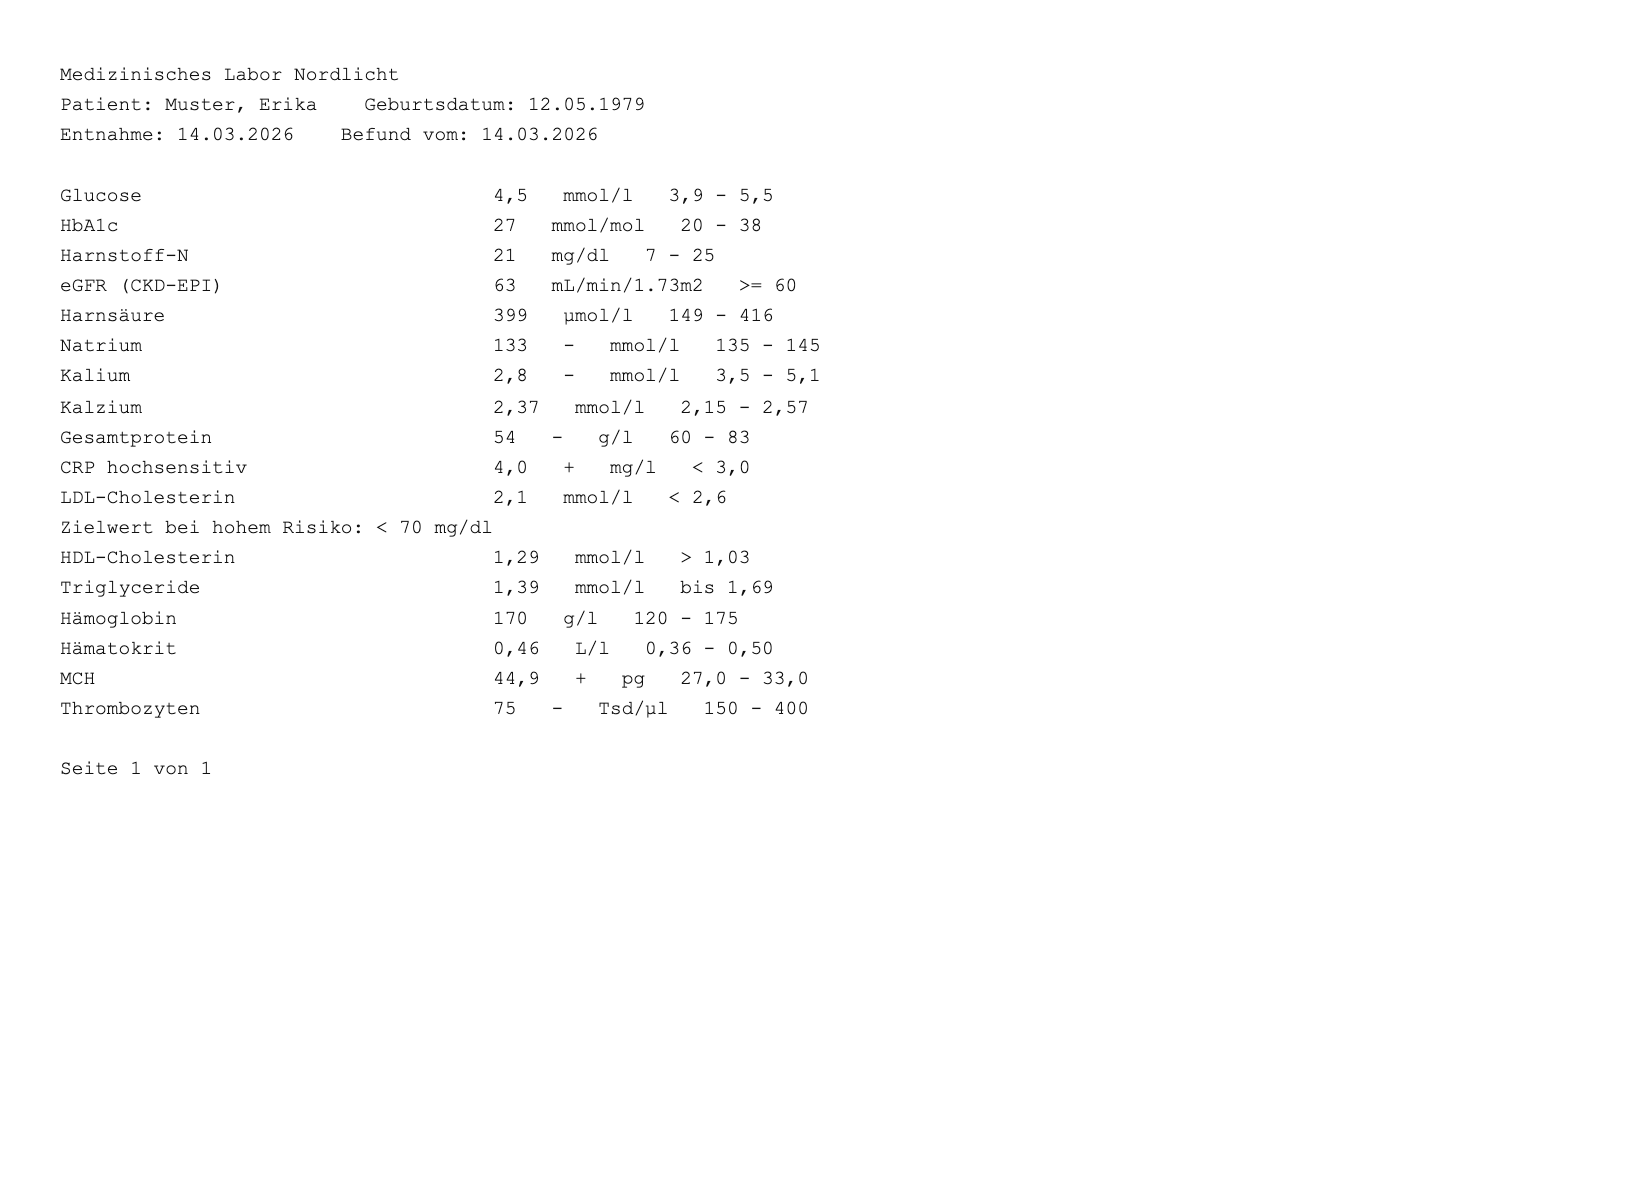 Medizinisches Labor Nordlicht
Patient: Muster, Erika    Geburtsdatum: 12.05.1979
Entnahme: 14.03.2026    Befund vom: 14.03.2026

Glucose                              4,5   mmol/l   3,9 - 5,5
HbA1c                                27   mmol/mol   20 - 38
Harnstoff-N                          21   mg/dl   7 - 25
eGFR (CKD-EPI)                       63   mL/min/1.73m2   >= 60
Harnsäure                            399   µmol/l   149 - 416
Natrium                              133   -   mmol/l   135 - 145
Kalium                               2,8   -   mmol/l   3,5 - 5,1
Kalzium                              2,37   mmol/l   2,15 - 2,57
Gesamtprotein                        54   -   g/l   60 - 83
CRP hochsensitiv                     4,0   +   mg/l   < 3,0
LDL-Cholesterin                      2,1   mmol/l   < 2,6
Zielwert bei hohem Risiko: < 70 mg/dl
HDL-Cholesterin                      1,29   mmol/l   > 1,03
Triglyceride                         1,39   mmol/l   bis 1,69
Hämoglobin                           170   g/l   120 - 175
Hämatokrit                           0,46   L/l   0,36 - 0,50
MCH                                  44,9   +   pg   27,0 - 33,0
Thrombozyten                         75   -   Tsd/µl   150 - 400

Seite 1 von 1